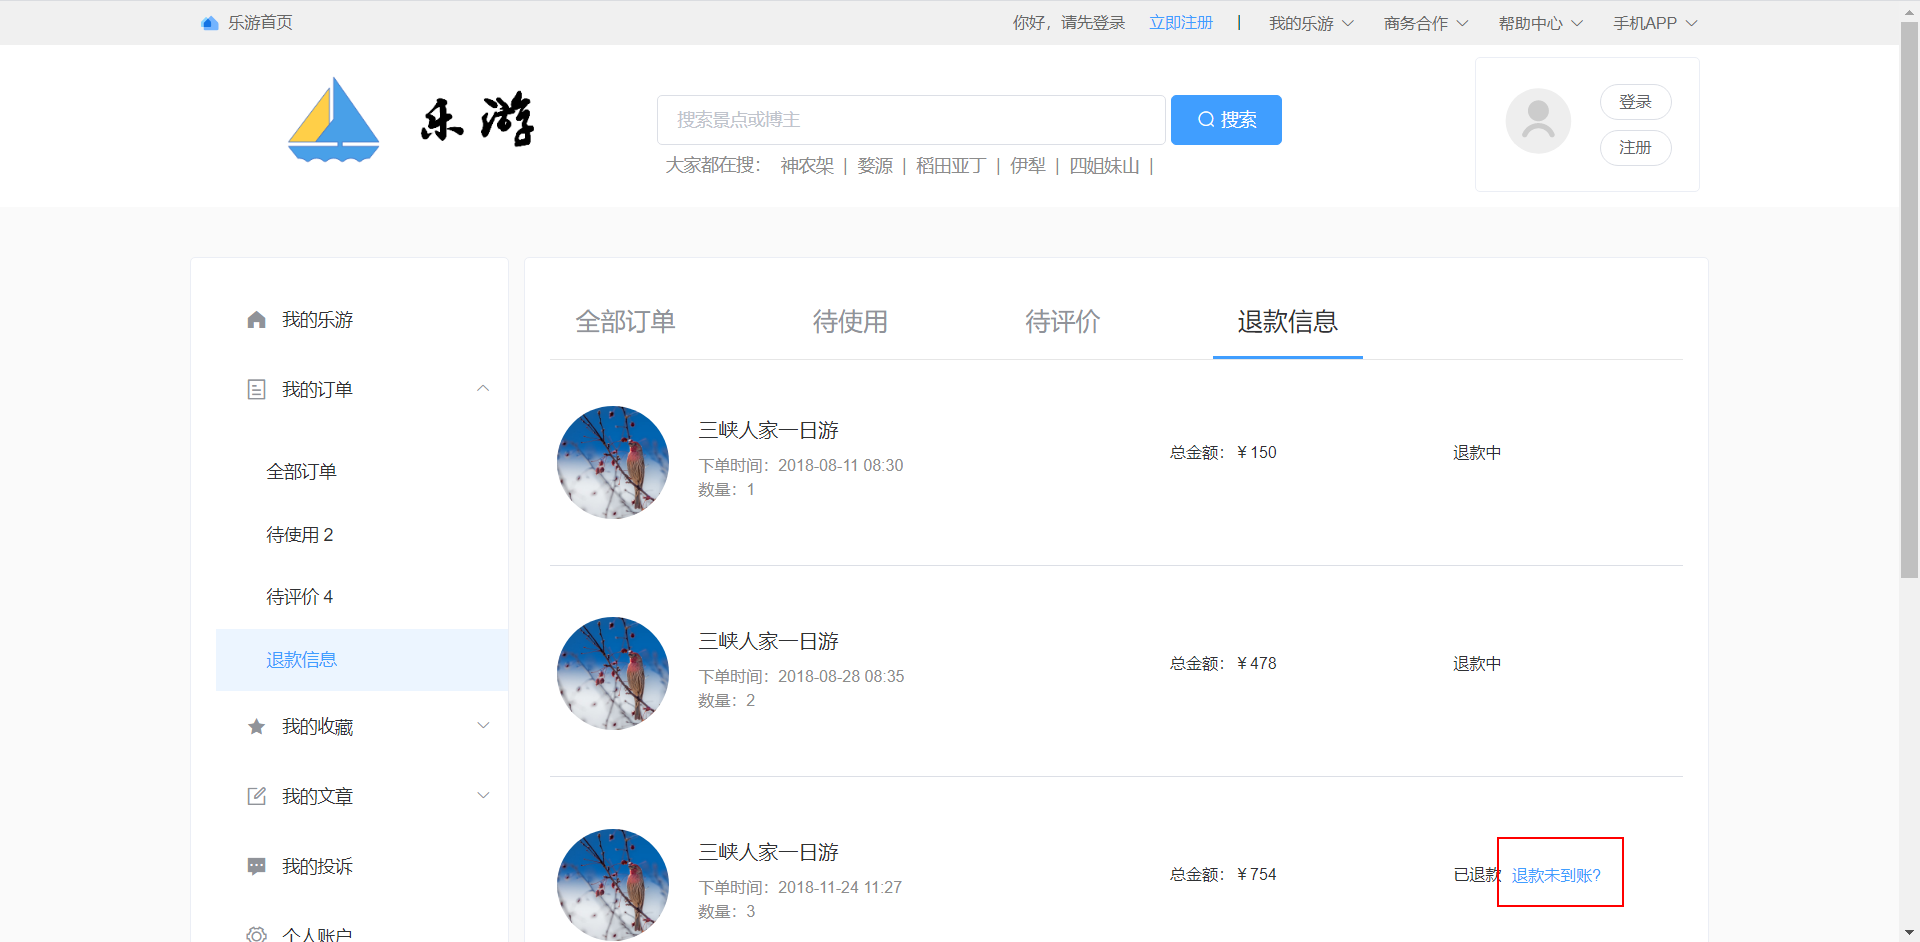 乐游首页
你好，请先登录 立即注册 | 我的乐游 商务合作 帮助中心 手机APP
乐游
搜索景点或博主
搜索
大家都在搜： 神农架 | 婺源 | 稻田亚丁 | 伊犁 | 四姐妹山 |
登录
注册
我的乐游
我的订单
全部订单
待使用 2
待评价 4
退款信息
我的收藏
我的文章
我的投诉
个人账户
全部订单 待使用 待评价 退款信息
三峡人家一日游
下单时间：2018-08-11 08:30
数量：1
总金额：￥150
退款中
三峡人家一日游
下单时间：2018-08-28 08:35
数量：2
总金额：￥478
退款中
三峡人家一日游
下单时间：2018-11-24 11:27
数量：3
总金额：￥754
已退款 退款未到账?